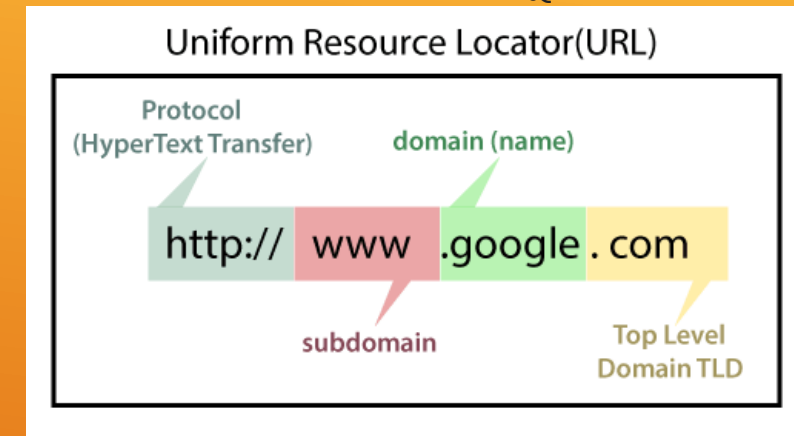 Uniform Resource Locator(URL)
Protocol
(HyperText Transfer)
domain (name)
http:// www .google . com
subdomain
Top Level
Domain TLD